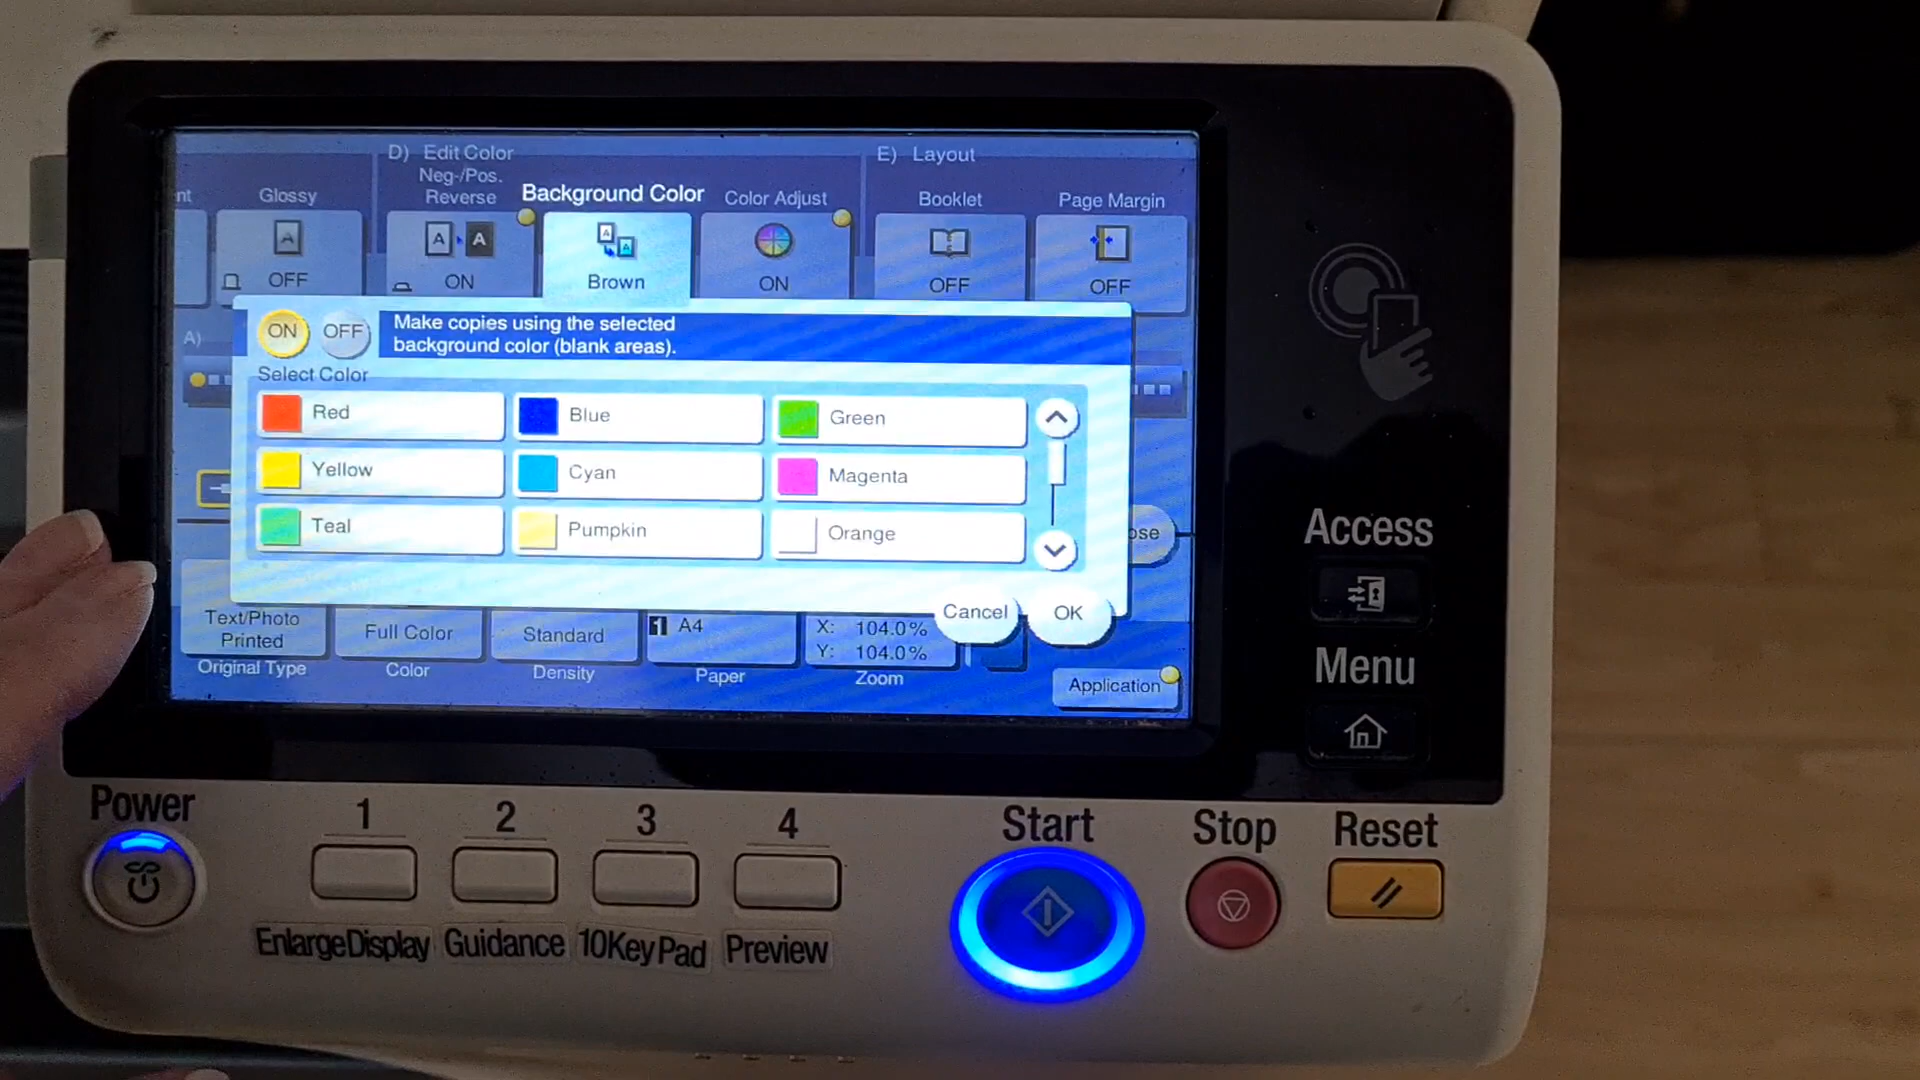 D) Edit Color
E) Layout
nt
Glossy
OFF
Neg-/Pos.
Reverse
ON
Background Color
Brown
Color Adjust
ON
Booklet
OFF
Page Margin
OFF
A)
ON
OFF
Make copies using the selected
background color (blank areas).
Select Color
Red
Blue
Green
Yellow
Cyan
Magenta
Teal
Pumpkin
Orange
ose
Cancel
OK
Text/Photo
Printed
Original Type
Full Color
Color
Standard
Density
1 A4
Paper
X: 104.0%
Y: 104.0%
Zoom
Application
Access
Menu
Power
1
2
3
4
Start
Stop
Reset
EnlargeDisplay
Guidance
10KeyPad
Preview